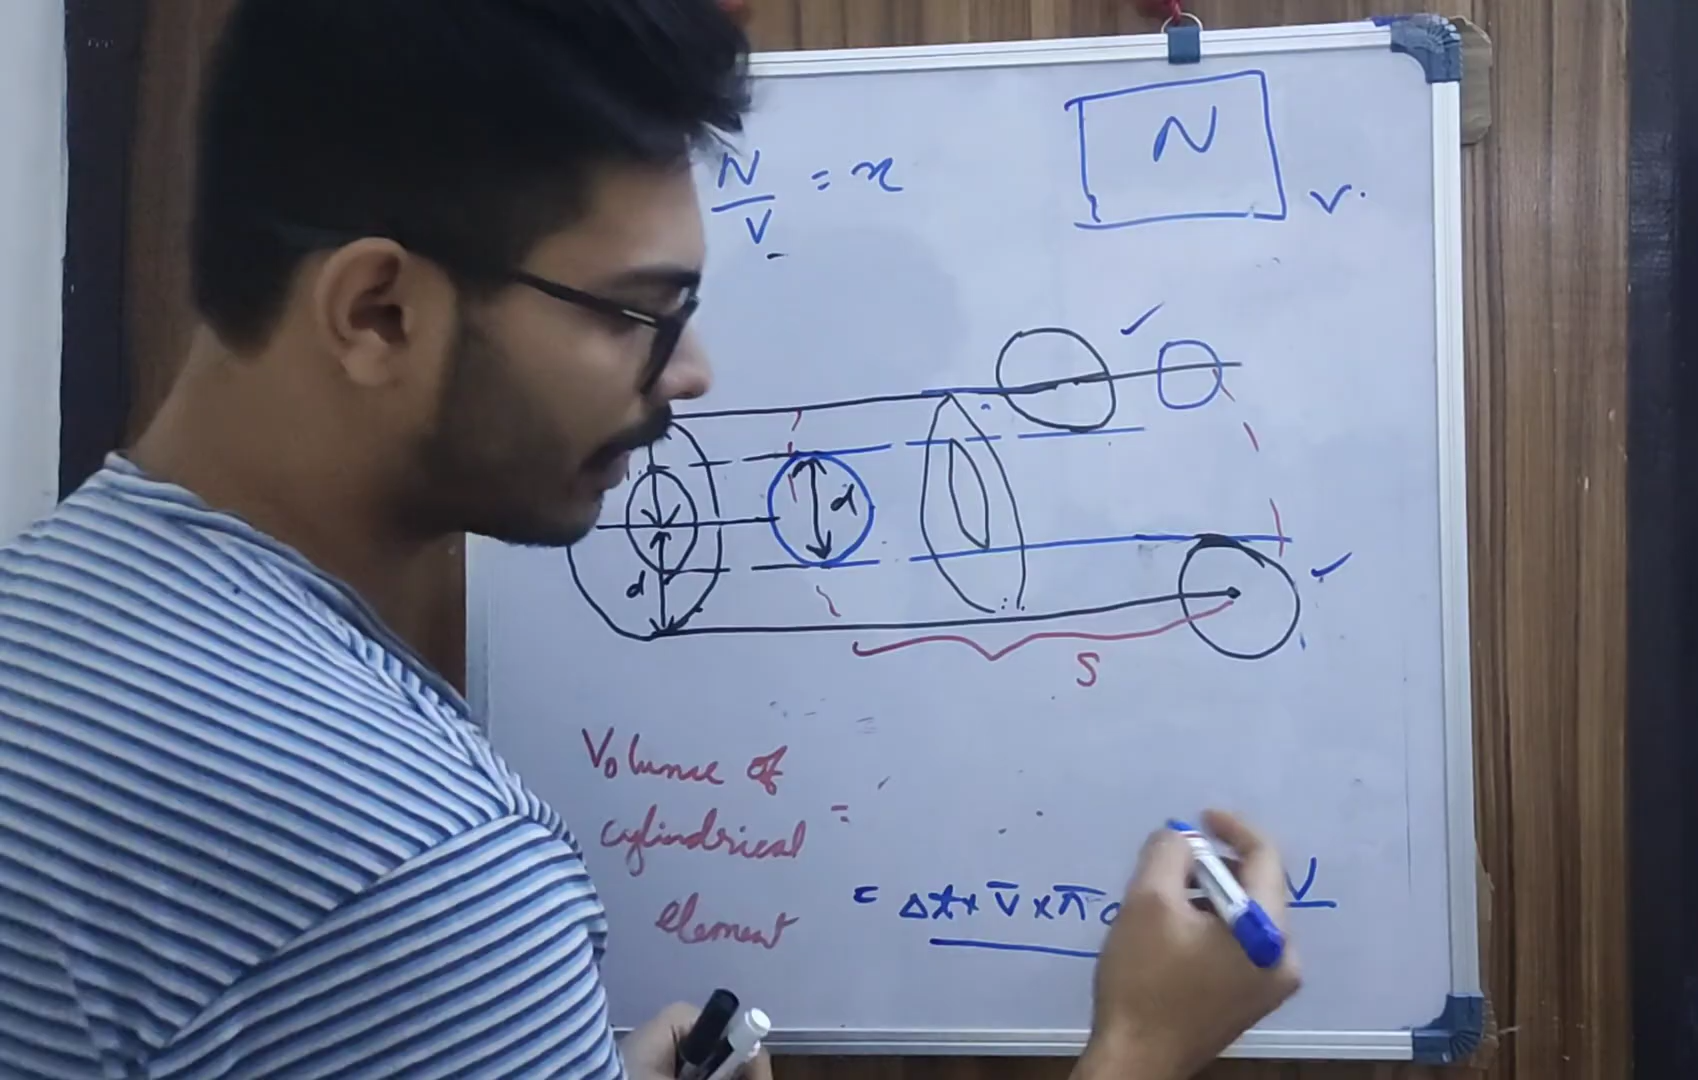 N/V = n
N
V.
d
d
S
Volume of
cylindrical =
element
= Δt × v̄ × π
V